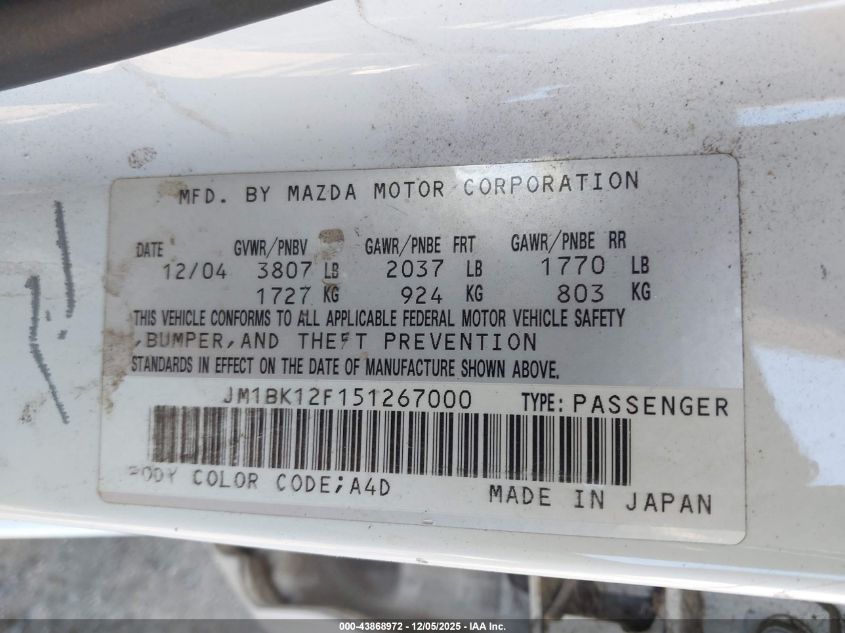 MFD. BY MAZDA MOTOR CORPORATION
DATE GVWR/PNBV GAWR/PNBE FRT GAWR/PNBE RR
12/04 3807 LB 2037 LB 1770 LB
1727 KG 924 KG 803 KG
THIS VEHICLE CONFORMS TO ALL APPLICABLE FEDERAL MOTOR VEHICLE SAFETY
,BUMPER,AND THEFT PREVENTION
STANDARDS IN EFFECT ON THE DATE OF MANUFACTURE SHOWN ABOVE.
JM1BK12F151267000 TYPE: PASSENGER
BODY COLOR CODE;A4D MADE IN JAPAN
000-43868972 - 12/05/2025 - IAA Inc.